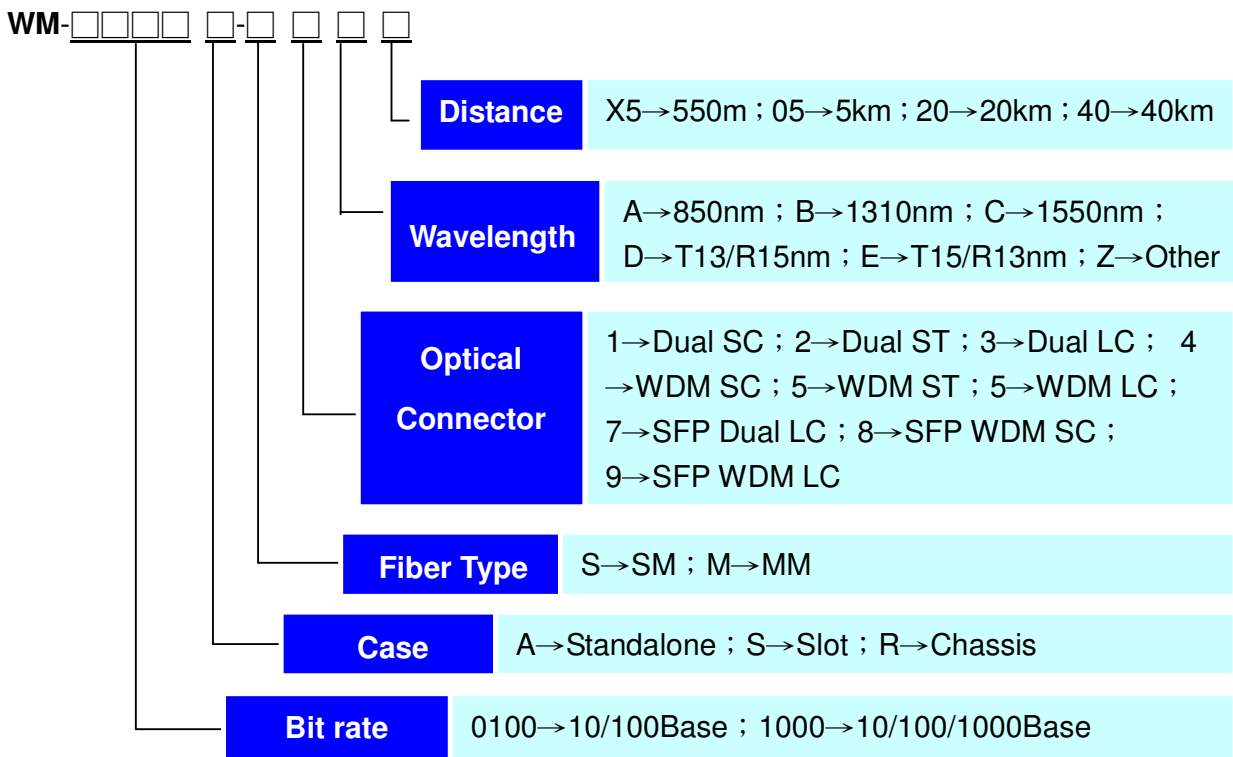 WM-□□□□ □-□ □ □ □
Distance
X5→550m；05→5km；20→20km；40→40km
Wavelength
A→850nm；B→1310nm；C→1550nm；
D→T13/R15nm；E→T15/R13nm；Z→Other
Optical
Connector
1→Dual SC；2→Dual ST；3→Dual LC； 4
→WDM SC；5→WDM ST；5→WDM LC；
7→SFP Dual LC；8→SFP WDM SC；
9→SFP WDM LC
Fiber Type
S→SM；M→MM
Case
A→Standalone；S→Slot；R→Chassis
Bit rate
0100→10/100Base；1000→10/100/1000Base